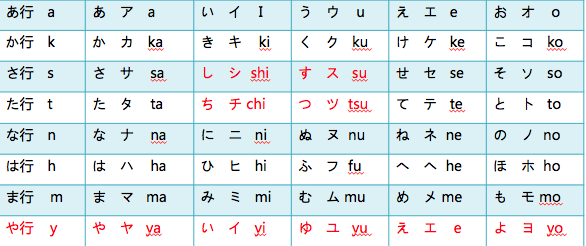 あ行 a あ ア a い イ I う ウ u え エ e お オ o
か行 k か カ ka き キ ki く ク ku け ケ ke こ コ ko
さ行 s さ サ sa し シ shi す ス su せ セ se そ ソ so
た行 t た タ ta ち チ chi つ ツ tsu て テ te と ト to
な行 n な ナ na に ニ ni ぬ ヌ nu ね ネ ne の ノ no
は行 h は ハ ha ひ ヒ hi ふ フ fu へ ヘ he ほ ホ ho
ま行 m ま マ ma み ミ mi む ム mu め メ me も モ mo
や行 y や ヤ ya い イ yi ゆ ユ yu え エ e よ ヨ yo